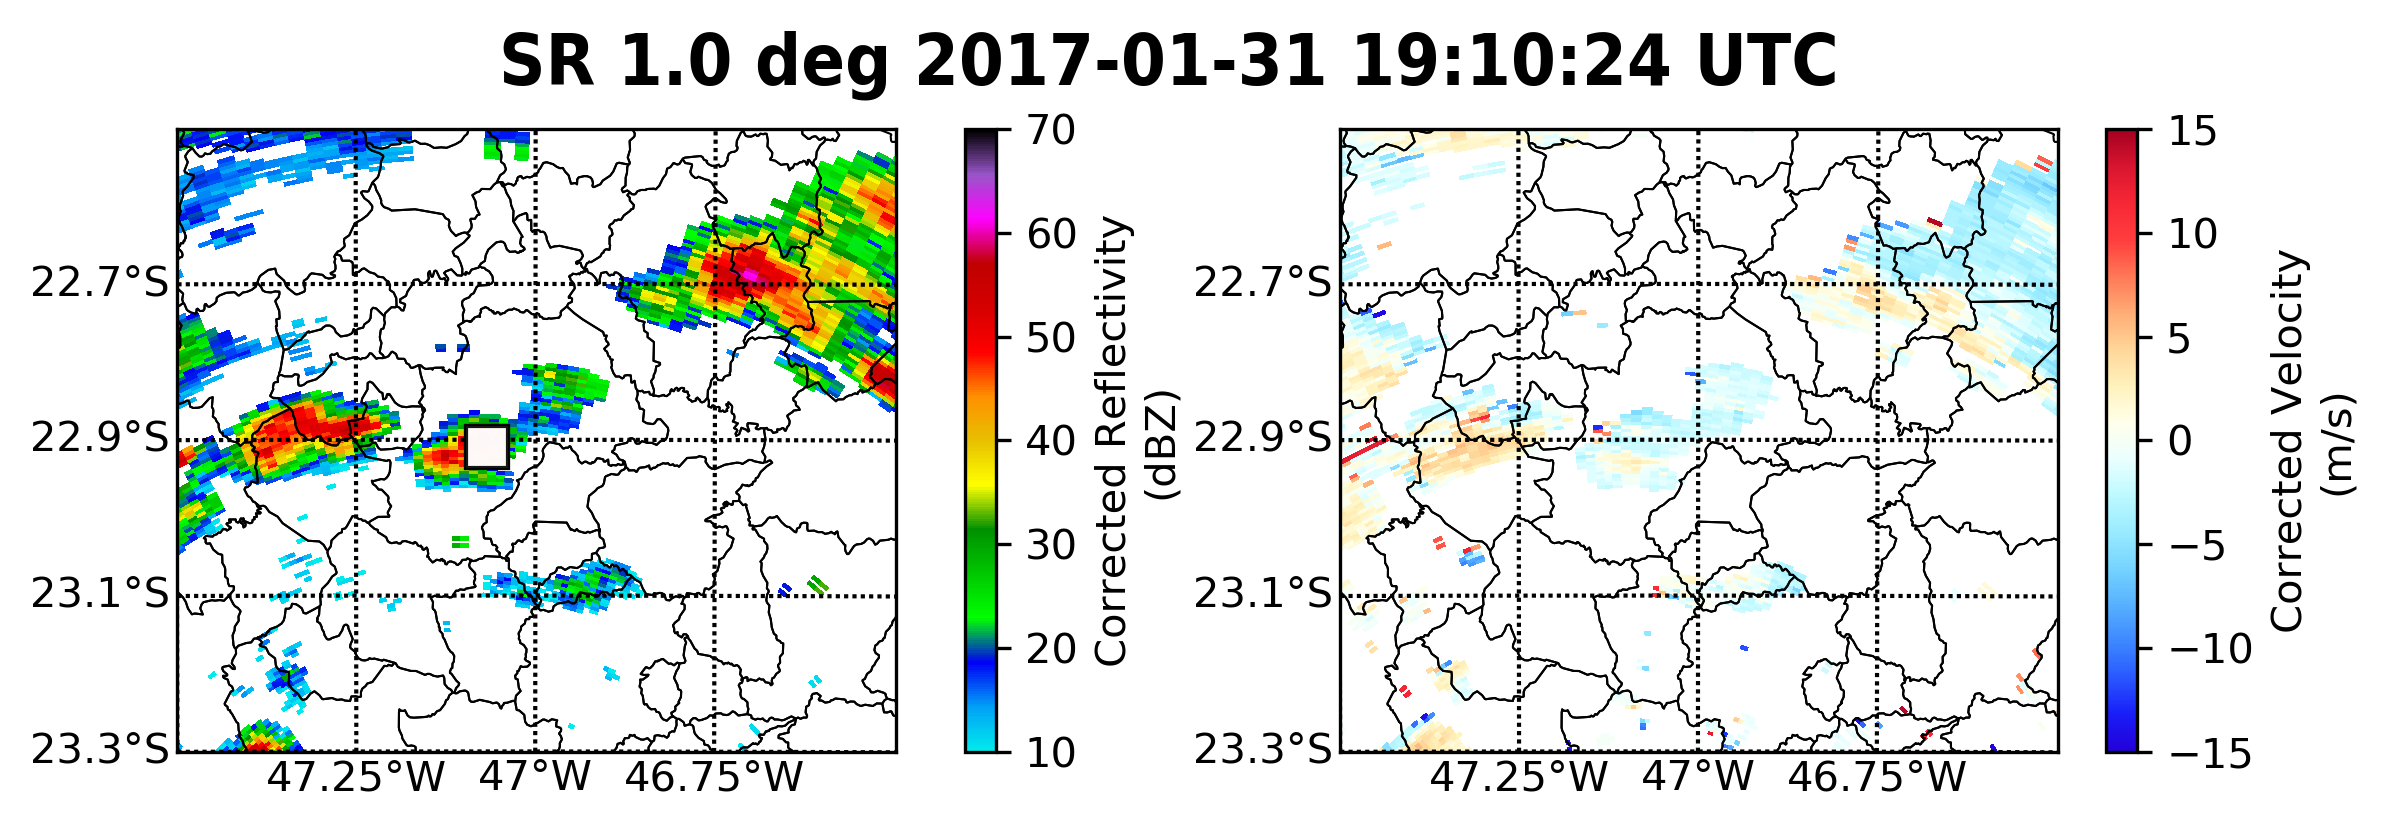 SR 1.0 deg 2017-01-31 19:10:24 UTC
22.7°S
22.9°S
23.1°S
23.3°S
47.25°W
47°W
46.75°W
70
60
50
40
30
20
10
Corrected Reflectivity
(dBZ)
22.7°S
22.9°S
23.1°S
23.3°S
47.25°W
47°W
46.75°W
15
10
5
0
−5
−10
−15
Corrected Velocity
(m/s)